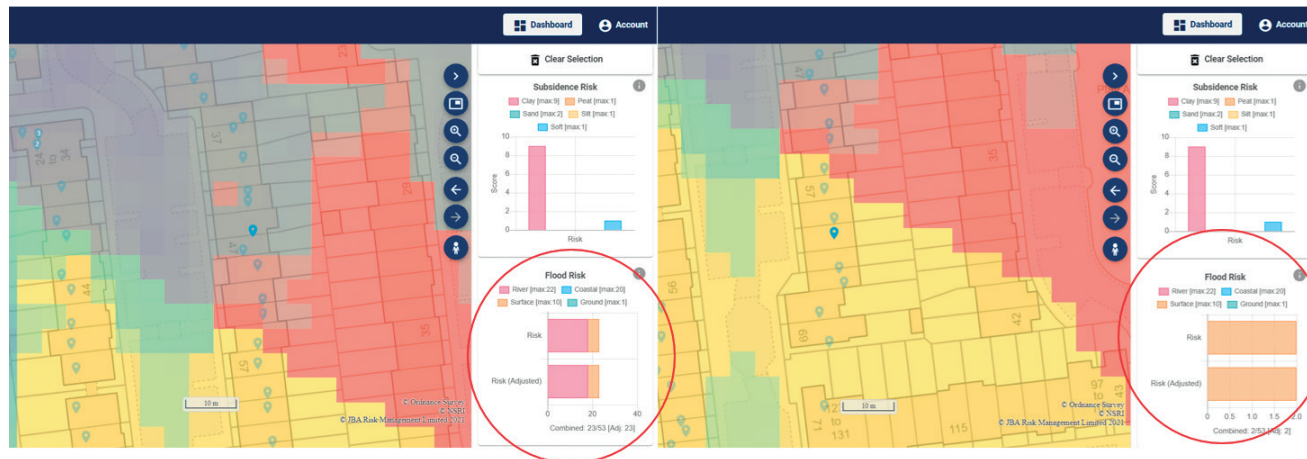 Dashboard
Account
Clear Selection
Subsidence Risk
Clay [max:9] Peat [max:1]
Sand [max:2] Silt [max:1]
Soft [max:1]
10
8
6
4
2
0
Score
Risk
Flood Risk
River [max:22] Coastal [max:20]
Surface [max:10] Ground [max:1]
Risk
Risk (Adjusted)
0 20 40
Combined: 23/53 [Adj. 23]
23
37
3
2
24
to
34
29
47
44
35
57
10 m
© Ordnance Survey
© NSRI
© JBA Risk Management Limited 2021
Dashboard
Account
Clear Selection
Subsidence Risk
Clay [max:9] Peat [max:1]
Sand [max:2] Silt [max:1]
Soft [max:1]
10
8
6
4
2
0
Score
Risk
Flood Risk
River [max:22] Coastal [max:20]
Surface [max:10] Ground [max:1]
Risk
Risk (Adjusted)
0 0.5 1.0 1.5 2.0
Combined: 2/53 [Adj. 2]
47
35
57
56
69
42
71
to
131
115
97
to
43
10 m
© Ordnance Survey
© NSRI
© JBA Risk Management Limited 2021